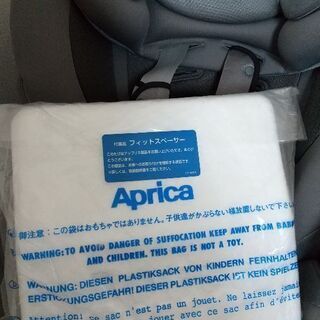 付属品 フィットスペーサー
Aprica
御注意：この袋はおもちゃではありません。子供達がかぶらない様放置しないで下さい
WARNING: TO AVOID DANGER OF SUFFOCATION KEEP AWAY FROM BABIE
AND CHILDREN. THIS BAG IS NOT A TOY.
WARNUNG: DIESEN PLASTIKSACK VON KINDERN FERNHALTEN
ERSTICKUNGSGEFAHR! DIESER PLASTIKSACK IST KEIN SPIELZE
Attention: Ce sac n'est pas un jouet. Ne laissez jamais